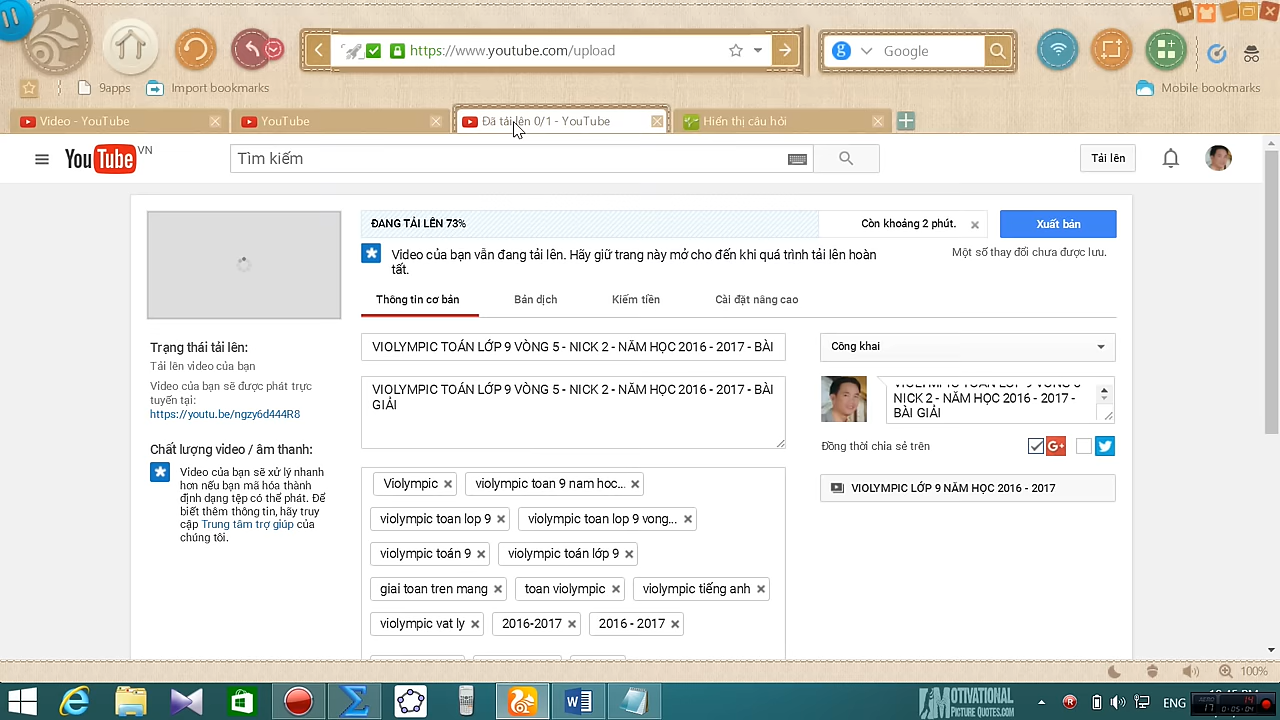 https://www.youtube.com/upload
Google
9apps
Import bookmarks
Mobile bookmarks
Video - YouTube
YouTube
Đã tải lên 0/1 - YouTube
Hiển thị câu hỏi
YouTube VN
Tìm kiếm
Tải lên
ĐANG TẢI LÊN 73%
Còn khoảng 2 phút.
Xuất bản
Video của bạn vẫn đang tải lên. Hãy giữ trang này mở cho đến khi quá trình tải lên hoàn
tất.
Một số thay đổi chưa được lưu.
Thông tin cơ bản
Bản dịch
Kiếm tiền
Cài đặt nâng cao
Trạng thái tải lên:
Tải lên video của bạn
Video của bạn sẽ được phát trực
tuyến tại:
https://youtu.be/ngzy6d444R8
Chất lượng video / âm thanh:
Video của bạn sẽ xử lý nhanh
hơn nếu bạn mã hóa thành
định dạng tệp có thể phát. Để
biết thêm thông tin, hãy truy
cập Trung tâm trợ giúp của
chúng tôi.
VIOLYMPIC TOÁN LỚP 9 VÒNG 5 - NICK 2 - NĂM HỌC 2016 - 2017 - BÀI
VIOLYMPIC TOÁN LỚP 9 VÒNG 5 - NICK 2 - NĂM HỌC 2016 - 2017 - BÀI
GIẢI
Violympic
violympic toan 9 nam hoc...
violympic toan lop 9
violympic toan lop 9 vong...
violympic toán 9
violympic toán lớp 9
giai toan tren mang
toan violympic
violympic tiếng anh
violympic vat ly
2016-2017
2016 - 2017
Công khai
VIOLYMPIC TOÁN LỚP 9 VÒNG 5
NICK 2 - NĂM HỌC 2016 - 2017 -
BÀI GIẢI
Đồng thời chia sẻ trên
VIOLYMPIC LỚP 9 NĂM HỌC 2016 - 2017
100%
MOTIVATIONAL
PICTURE QUOTES.COM
ENG